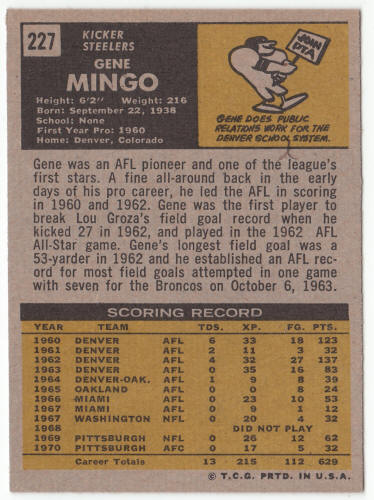 227
KICKER
STEELERS
GENE
MINGO
Height: 6'2" Weight: 216
Born: September 22, 1938
School: None
First Year Pro: 1960
Home: Denver, Colorado
JOIN
PTA
GENE DOES PUBLIC
RELATIONS WORK FOR THE
DENVER SCHOOL SYSTEM.
Gene was an AFL pioneer and one of the league's
first stars. A fine all-around back in the early
days of his pro career, he led the AFL in scoring
in 1960 and 1962. Gene was the first player to
break Lou Groza's field goal record when he
kicked 27 in 1962, and played in the 1962 AFL
All-Star game. Gene's longest field goal was a
53-yarder in 1962 and he established an AFL rec-
ord for most field goals attempted in one game
with seven for the Broncos on October 6, 1963.
SCORING RECORD
YEAR TEAM TDS. XP. FG. PTS.
1960 DENVER AFL 6 33 18 123
1961 DENVER AFL 2 11 3 32
1962 DENVER AFL 4 32 27 137
1963 DENVER AFL 0 35 16 83
1964 DENVER-OAK. AFL 1 9 8 39
1965 OAKLAND AFL 0 0 8 24
1966 MIAMI AFL 0 23 10 53
1967 MIAMI AFL 0 9 1 12
1967 WASHINGTON NFL 0 20 4 32
1968 DID NOT PLAY
1969 PITTSBURGH NFL 0 26 12 62
1970 PITTSBURGH AFC 0 17 5 32
Career Totals 13 215 112 629
© T.C.G. PRTD. IN U.S.A.